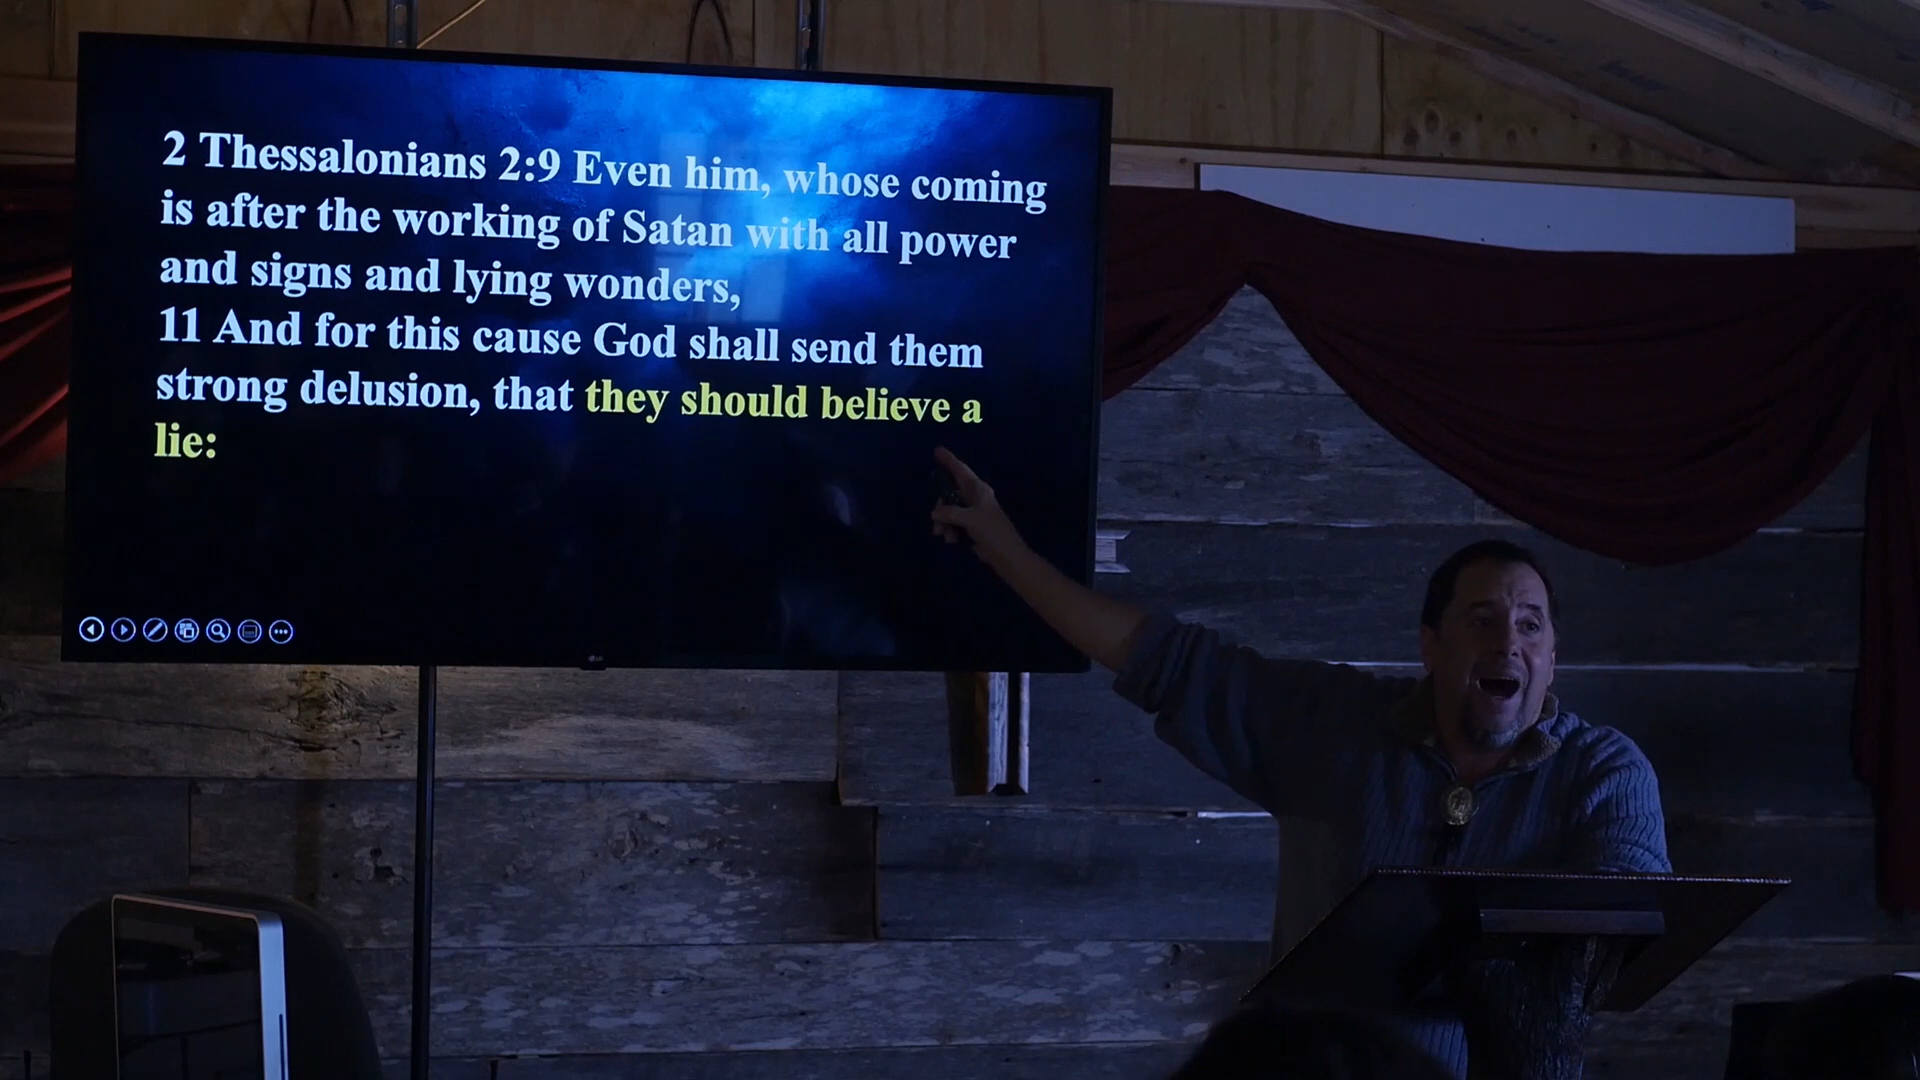 2 Thessalonians 2:9 Even him, whose coming
is after the working of Satan with all power
and signs and lying wonders,
11 And for this cause God shall send them
strong delusion, that they should believe a
lie:
LG